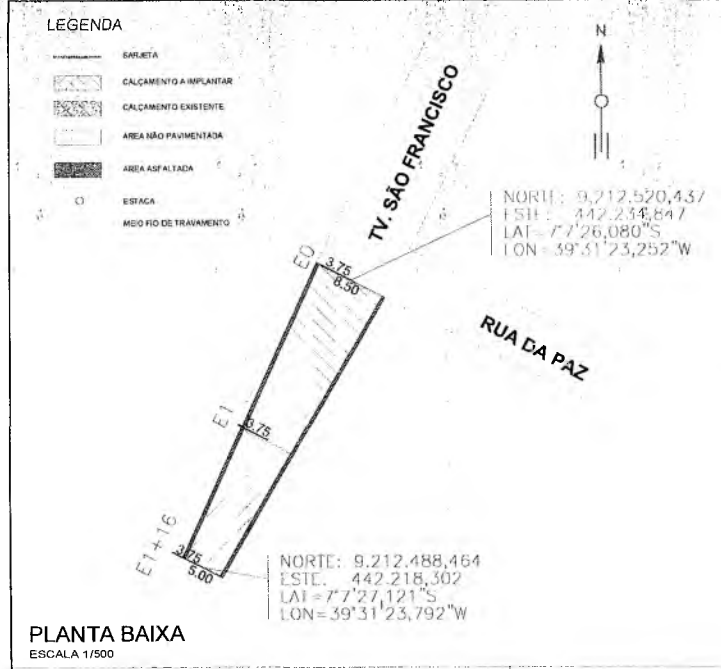 LEGENDA
SARJETA
CALÇAMENTO A IMPLANTAR
CALÇAMENTO EXISTENTE
AREA NÃO PAVIMENTADA
AREA ASFALTADA
ESTACA
MEIO FIO DE TRAVAMENTO
TV. SÃO FRANCISCO
N
NORTE: 9.212.520,437
ESTE: 442.234,847
LAT=7°7'26,080"S
LON=39°31'23,252"W
RUA DA PAZ
E0
3.75
8.50
E1
3.75
E1+16
3.75
5.00
NORTE: 9.212.488,464
ESTE: 442.218,302
LAT=7°7'27,121"S
LON=39°31'23,792"W
PLANTA BAIXA
ESCALA 1/500